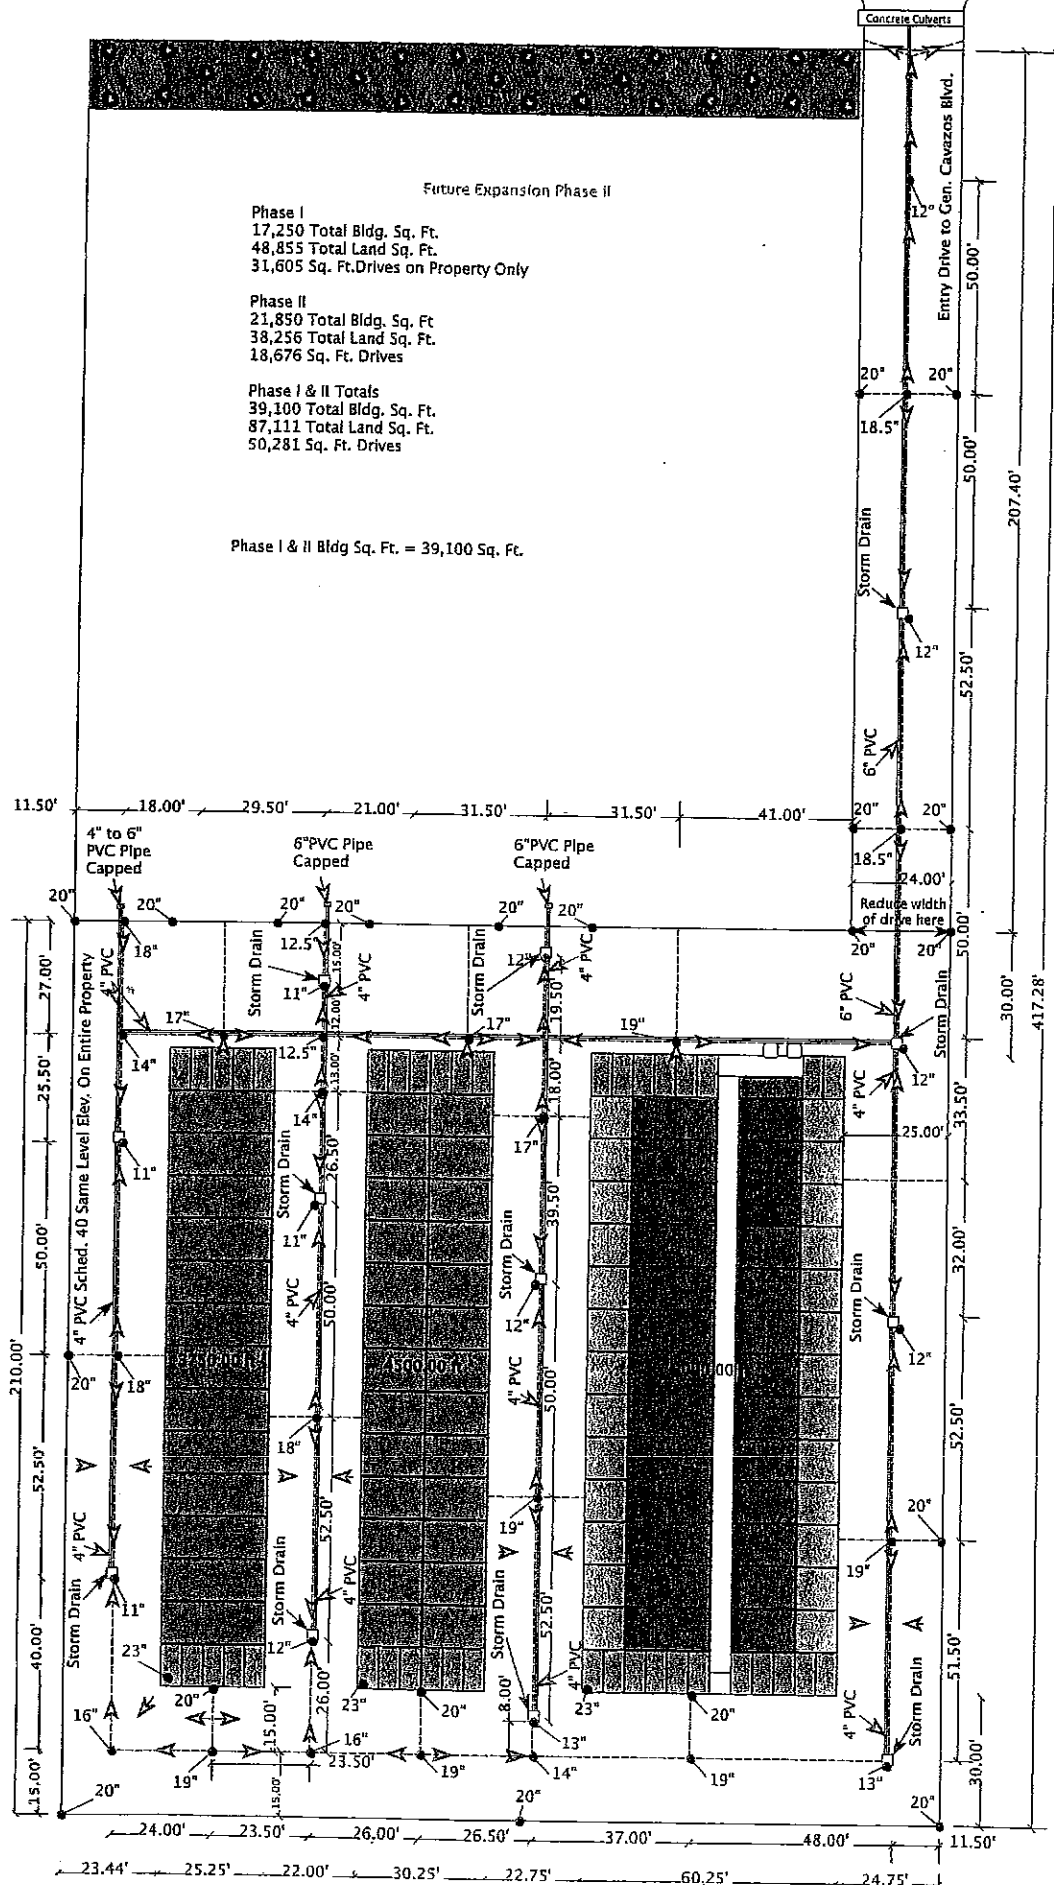 Concrete Culverts
Entry Drive to Gen. Cavazos Blvd.
Future Expansion Phase II
Phase I
17,250 Total Bldg. Sq. Ft.
48,855 Total Land Sq. Ft.
31,605 Sq. Ft.Drives on Property Only
Phase II
21,850 Total Bldg. Sq. Ft
38,256 Total Land Sq. Ft.
18,676 Sq. Ft. Drives
Phase I & II Totals
39,100 Total Bldg. Sq. Ft.
87,111 Total Land Sq. Ft.
50,281 Sq. Ft. Drives
Phase I & II Bldg Sq. Ft. = 39,100 Sq. Ft.
12"
50.00'
20"
20"
18.5"
50.00'
207.40'
Storm Drain
12"
52.50'
6" PVC
11.50'
18.00'
29.50'
21.00'
31.50'
31.50'
41.00'
20"
20"
18.5"
24.00'
Reduce width
of drive here
20"
20"
50.00'
4" to 6"
PVC Pipe
Capped
6"PVC Pipe
Capped
6"PVC Pipe
Capped
20"
20"
20"
20"
20"
20"
18"
12.5"
15.00'
12"
27.00'
4" PVC
Storm Drain
11"
4" PVC
Storm Drain
19.50'
4" PVC
6" PVC
Storm Drain
30.00'
417.28'
17"
14"
12.00'
12.5"
17"
19"
12"
4" PVC
13.00'
14"
18.00'
17"
25.50'
11"
25.00'
33.50'
Storm Drain
26.50'
11"
39.50'
Storm Drain
12"
32.00'
Storm Drain
12"
50.00'
4" PVC Sched. 40 Same Level Elev. On Entire Property
4" PVC
50.00'
4500.00 ft
4" PVC
50.00'
210.00'
20"
18"
18"
52.50'
52.50'
19"
52.50'
20"
19"
4" PVC
Storm Drain
11"
Storm Drain
12"
4" PVC
Storm Drain
52.50'
4" PVC
51.50'
40.00'
23"
20"
26.00'
23"
20"
8.00'
13"
23"
20"
4" PVC
Storm Drain
16"
15.00'
16"
19"
23.50'
19"
14"
19"
13"
30.00'
15.00'
15.00'
20"
20"
20"
24.00'
23.50'
26.00'
26.50'
37.00'
48.00'
11.50'
23.44'
25.25'
22.00'
30.25'
22.75'
60.25'
24.75'